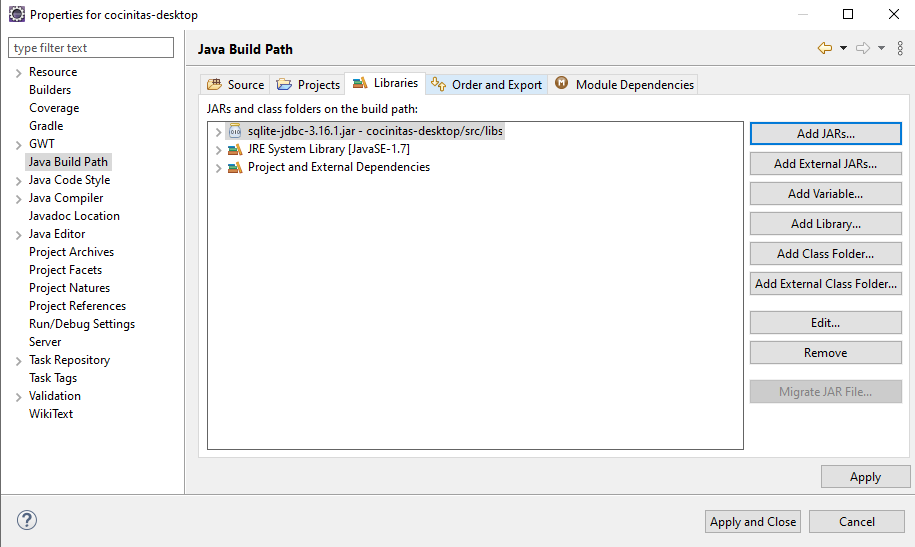 Properties for cocinitas-desktop
type filter text
Resource
Builders
Coverage
Gradle
GWT
Java Build Path
Java Code Style
Java Compiler
Javadoc Location
Java Editor
Project Archives
Project Facets
Project Natures
Project References
Run/Debug Settings
Server
Task Repository
Task Tags
Validation
WikiText
Java Build Path
Source
Projects
Libraries
Order and Export
Module Dependencies
JARs and class folders on the build path:
sqlite-jdbc-3.16.1.jar - cocinitas-desktop/src/libs
JRE System Library [JavaSE-1.7]
Project and External Dependencies
Add JARs...
Add External JARs...
Add Variable...
Add Library...
Add Class Folder...
Add External Class Folder...
Edit...
Remove
Migrate JAR File...
Apply
Apply and Close
Cancel